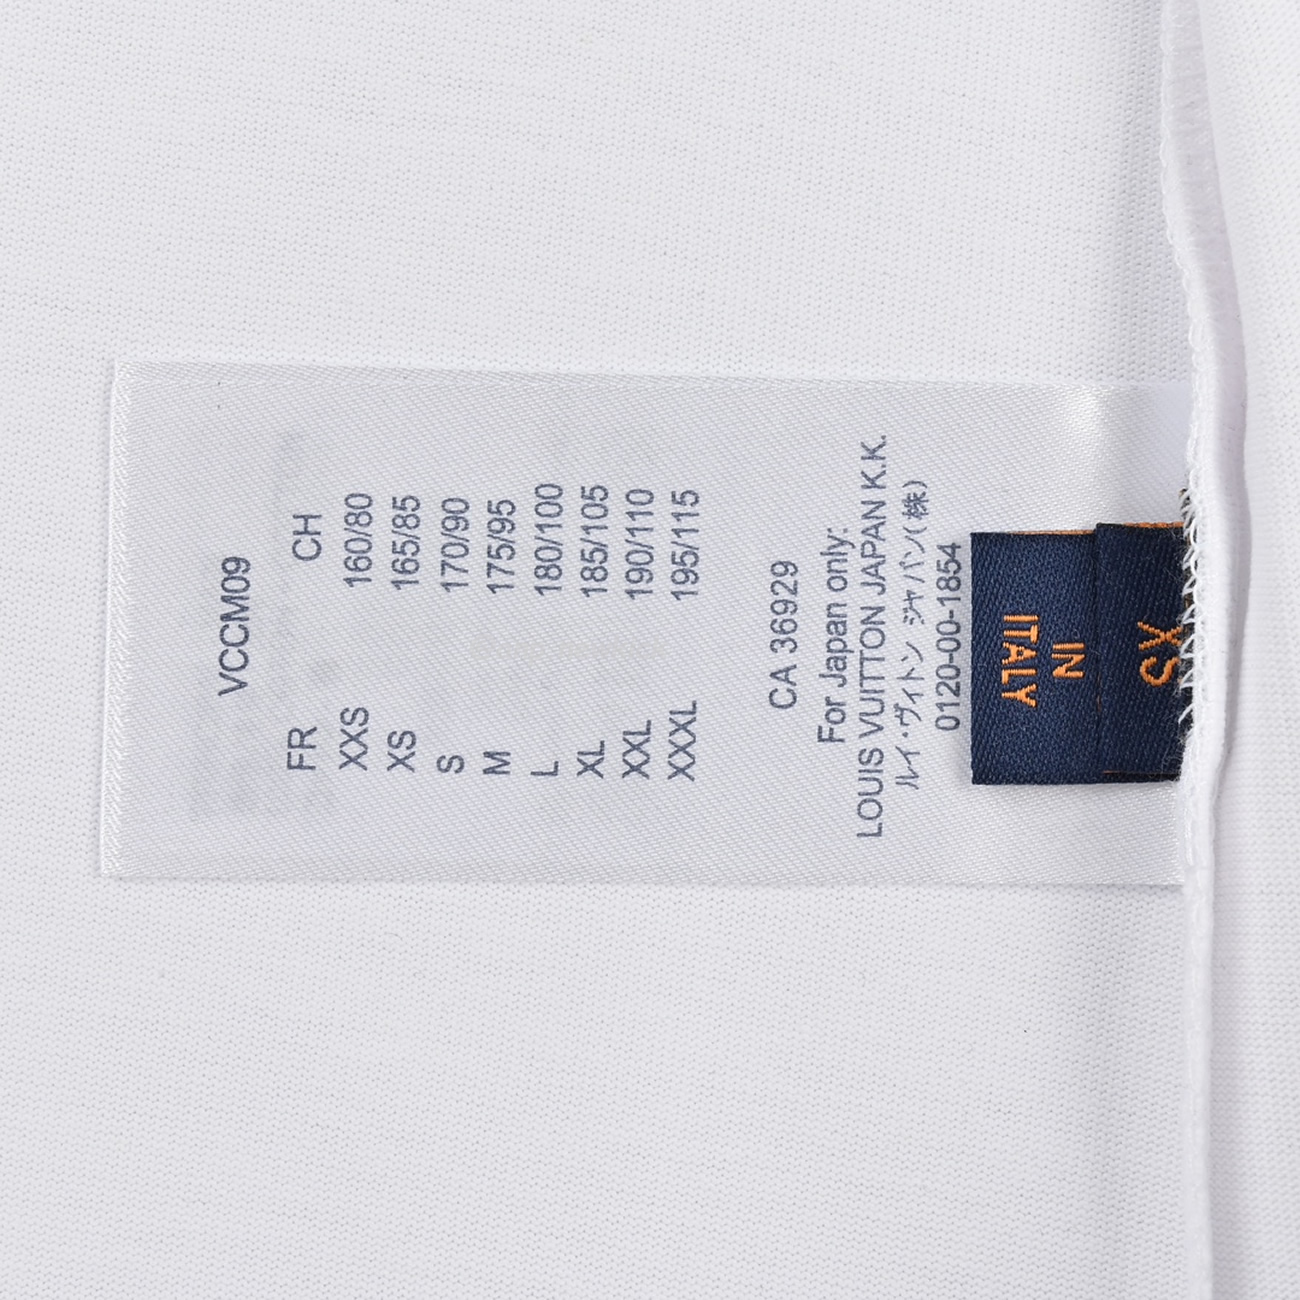 VCCM09
FR CH
XXS 160/80
XS 165/85
S 170/90
M 175/95
L 180/100
XL 185/105
XXL 190/110
XXXL 195/115
CA 36929
For Japan only:
LOUIS VUITTON JAPAN K.K.
ルイ・ヴィトン ジャパン(株)
0120-00-1854
XS
IN
ITALY